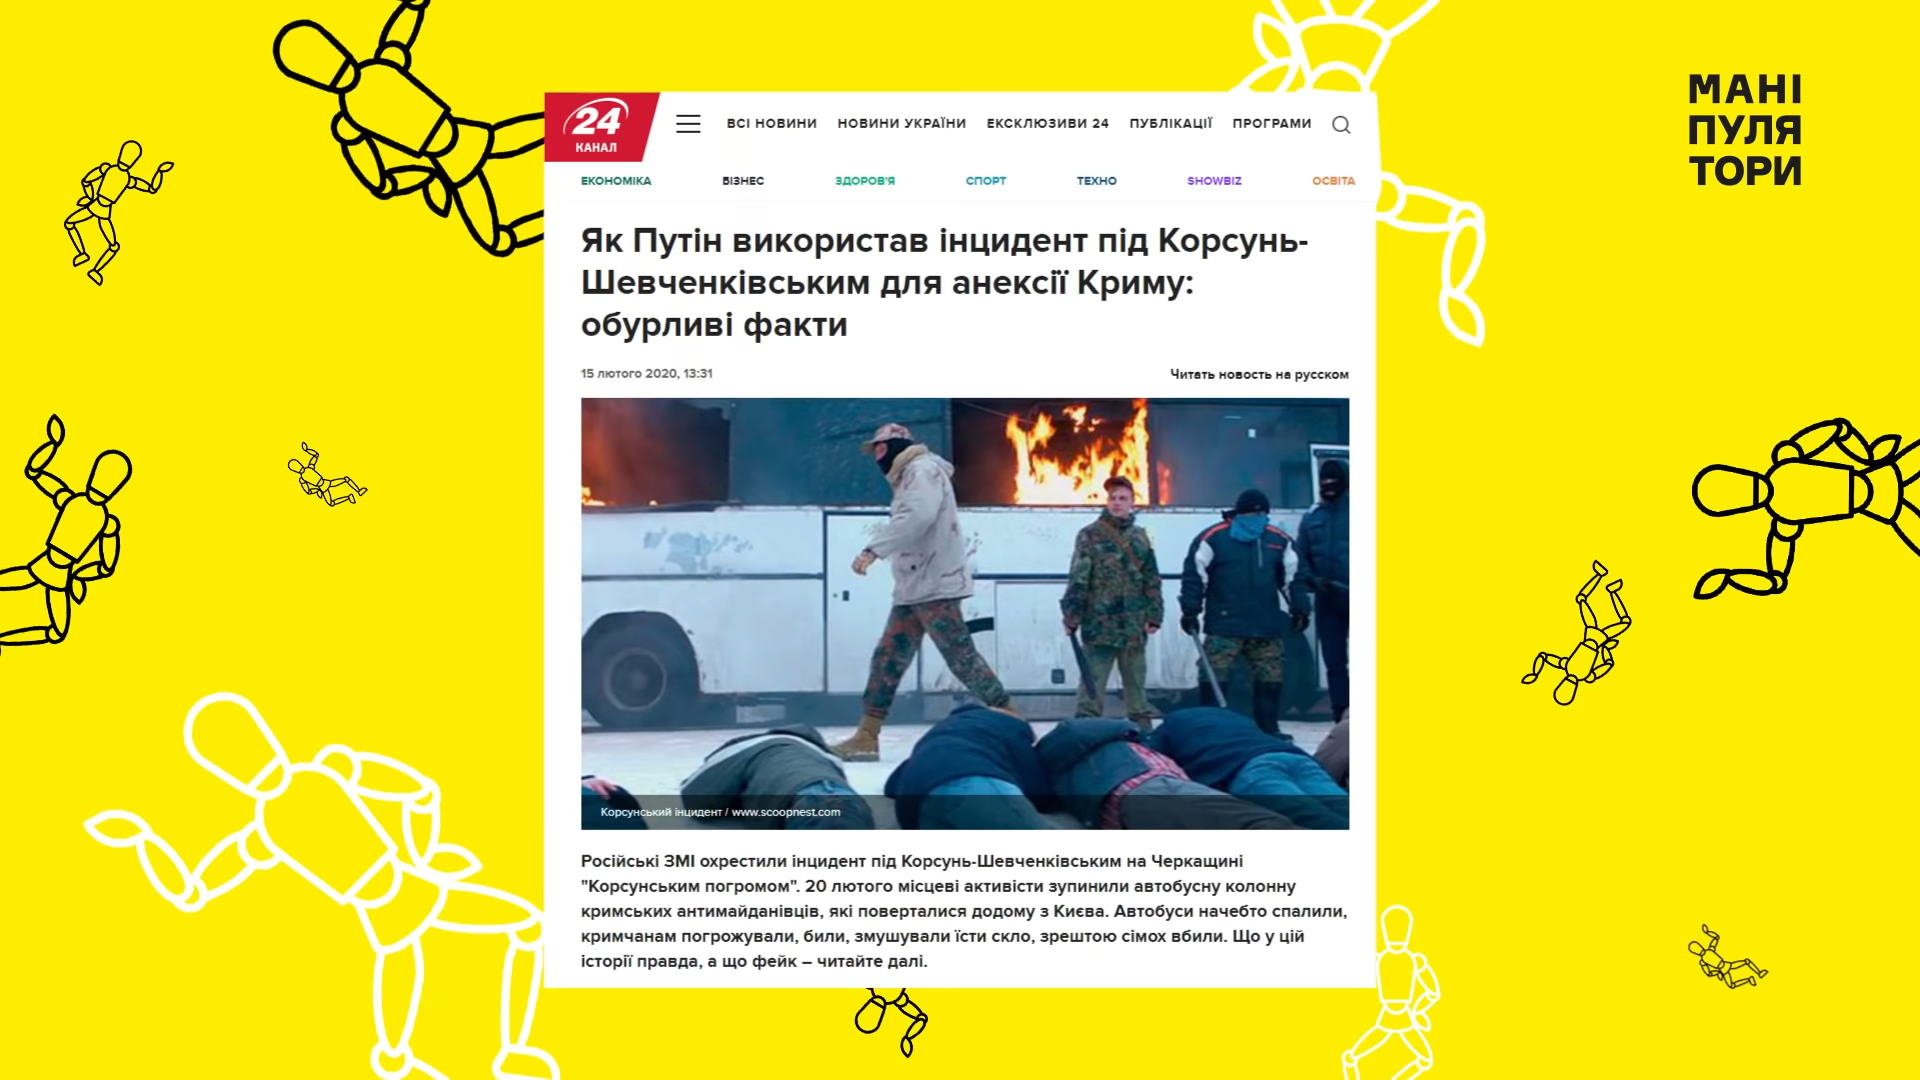 МАНІ
ПУЛЯ
ТОРИ
24
КАНАЛ
ВСІ НОВИНИ НОВИНИ УКРАЇНИ ЕКСКЛЮЗИВИ 24 ПУБЛІКАЦІЇ ПРОГРАМИ
ЕКОНОМІКА БІЗНЕС ЗДОРОВ'Я СПОРТ ТЕХНО SHOWBIZ ОСВІТА
Як Путін використав інцидент під Корсунь-
Шевченківським для анексії Криму:
обурливі факти
15 лютого 2020, 13:31 Читать новость на русском
Корсунський інцидент / www.scoopnest.com
Російські ЗМІ охрестили інцидент під Корсунь-Шевченківським на Черкащині
"Корсунським погромом". 20 лютого місцеві активісти зупинили автобусну колонну
кримських антимайданівців, які поверталися додому з Києва. Автобуси начебто спалили,
кримчанам погрожували, били, змушували їсти скло, зрештою сімох вбили. Що у цій
історії правда, а що фейк – читайте далі.